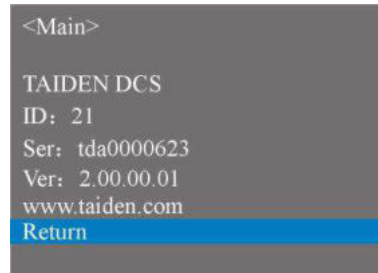 <Main>
TAIDEN DCS
ID： 21
Ser： tda0000623
Ver： 2.00.00.01
www.taiden.com
Return